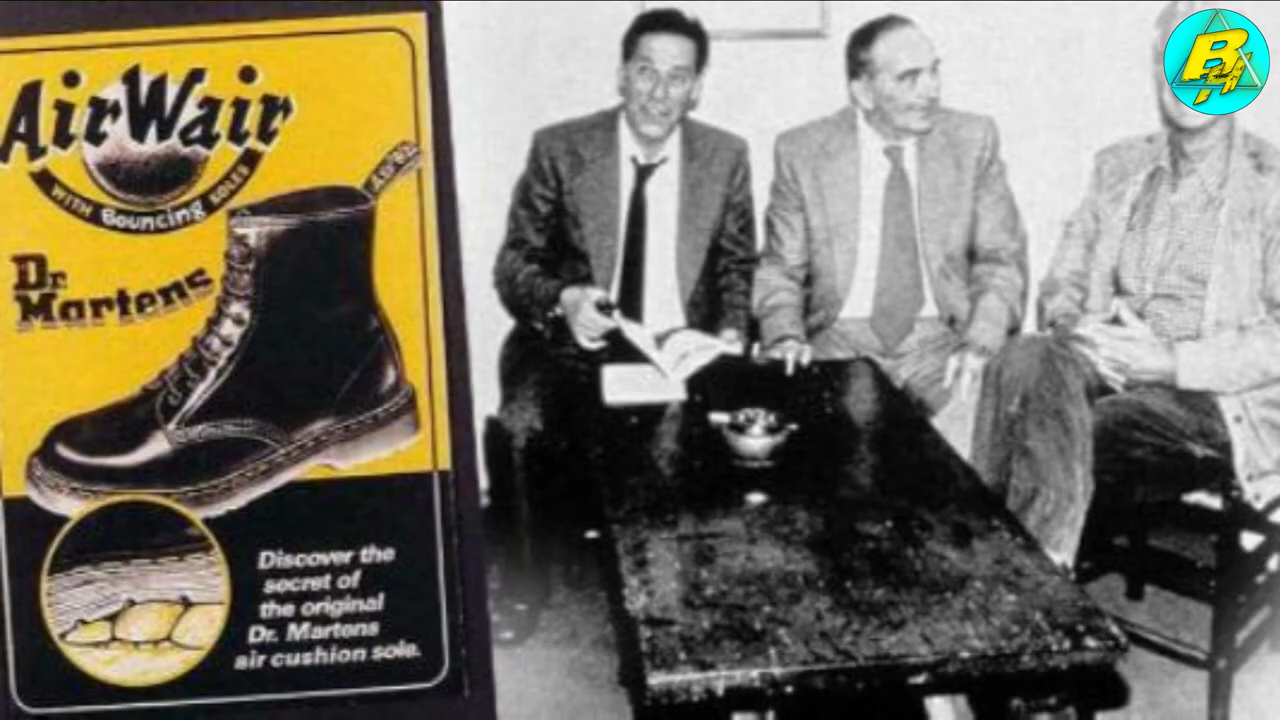 AirWair
WITH Bouncing SOLES
Dr.
Martens
Discover the
secret of
the original
Dr. Martens
air cushion sole.